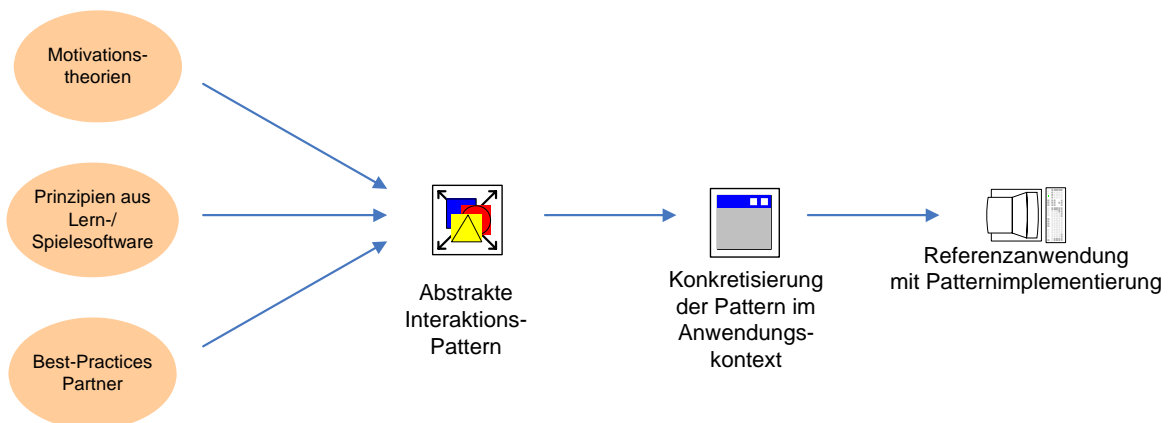 Motivations-
theorien
Prinzipien aus
Lern-/
Spielesoftware
Best-Practices
Partner
Abstrakte
Interaktions-
Pattern
Konkretisierung
der Pattern im
Anwendungs-
kontext
Referenzanwendung
mit Patternimplementierung